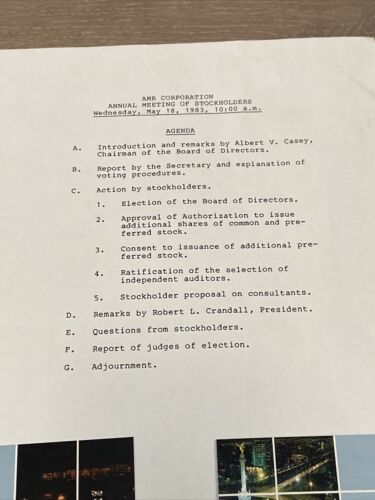 AMR CORPORATION
ANNUAL MEETING OF STOCKHOLDERS
Wednesday, May 18, 1983, 10:00 a.m.
AGENDA
A. Introduction and remarks by Albert V. Casey,
Chairman of the Board of Directors.
B. Report by the Secretary and explanation of
voting procedures.
C. Action by stockholders.
1. Election of the Board of Directors.
2. Approval of Authorization to issue
additional shares of common and pre-
ferred stock.
3. Consent to issuance of additional pre-
ferred stock.
4. Ratification of the selection of
independent auditors.
5. Stockholder proposal on consultants.
D. Remarks by Robert L. Crandall, President.
E. Questions from stockholders.
F. Report of judges of election.
G. Adjournment.